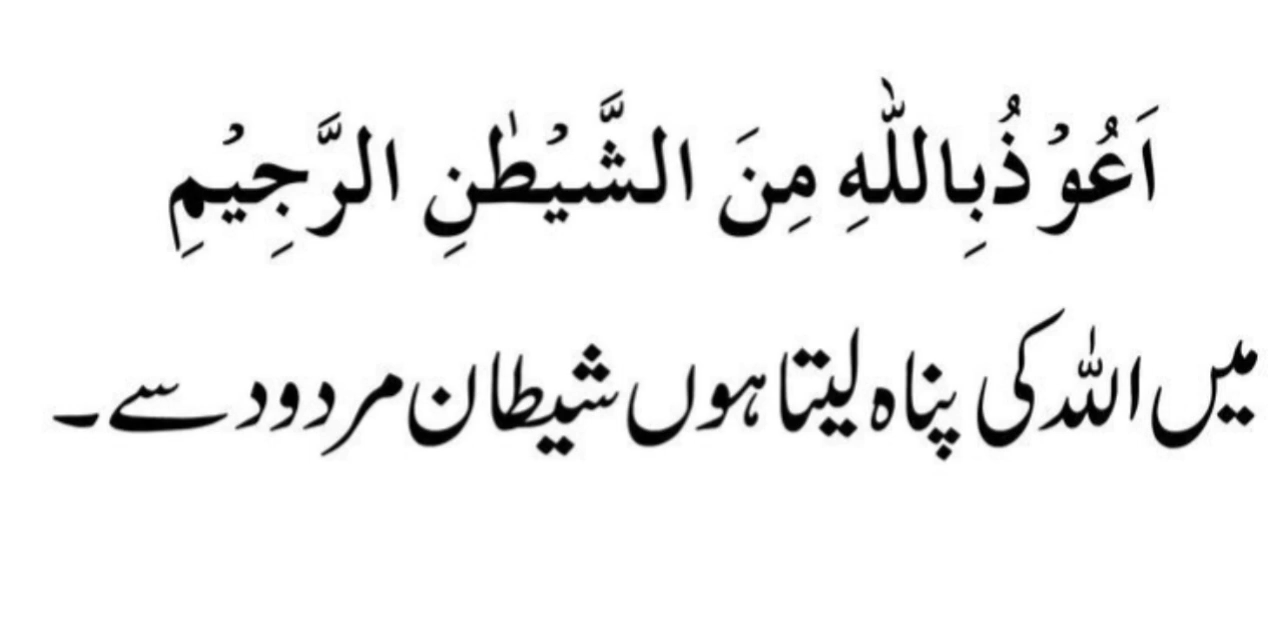 اَعُوْذُبِاللّٰهِ مِنَ الشَّيْطٰنِ الرَّجِيْمِ
میں اللہ کی پناہ لیتا ہوں شیطان مردود سے۔